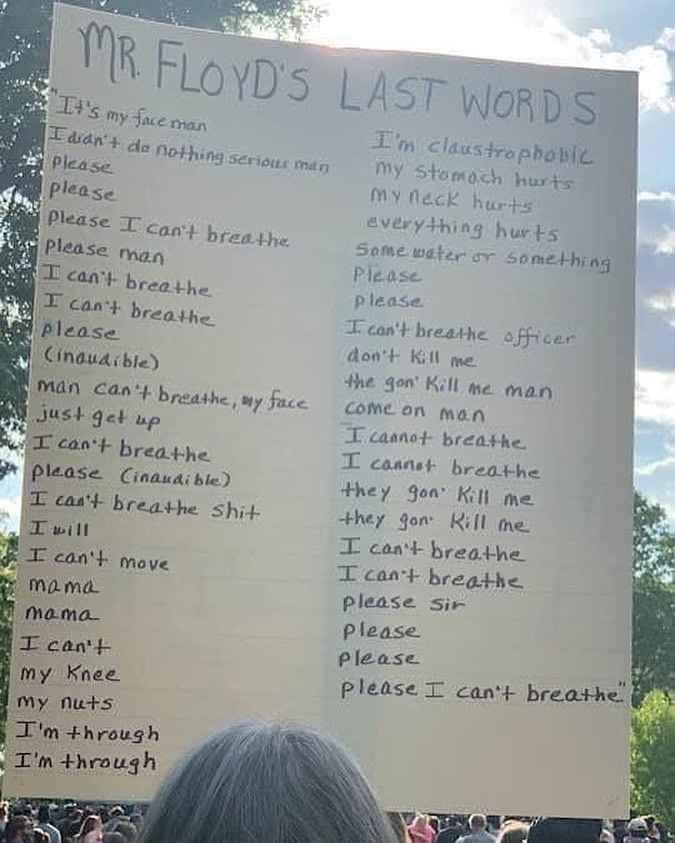 MR. FLOYD'S LAST WORDS
"It's my face man
I didn't do nothing serious man
Please
Please
Please I can't breathe
Please man
I can't breathe
I can't breathe
please
(inaudible)
man can't breathe, my face
just get up
I can't breathe
please (inaudible)
I can't breathe shit
I will
I can't move
mama
mama
I can't
my knee
my nuts
I'm through
I'm through
I'm claustrophobic
my stomach hurts
my neck hurts
everything hurts
some water or something
Please
please
I can't breathe officer
don't kill me
the gon' kill me man
come on man
I cannot breathe
I cannot breathe
they gon' kill me
they gon' kill me
I can't breathe
I can't breathe
please sir
please
please
please I can't breathe"